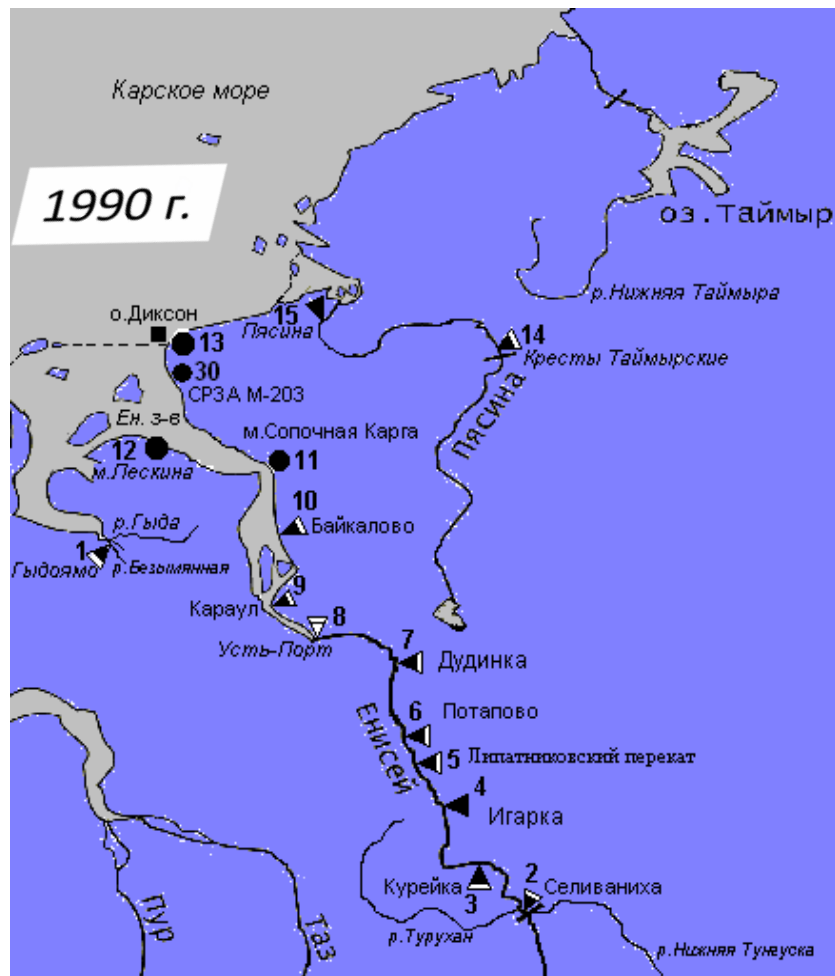 Карское море
1990 г.
оз. Таймыр
р.Нижняя Таймыра
15
Пясина
о.Диксон
13
14
Кресты Таймырские
30
СРЗА М-203
Пясина
Ен. 3-6
м.Сопочная Карга
12
м.Лескина
11
10
Байкалово
р.Гыда
1
Гыдоямо
р.Безымянная
9
Караул
8
Усть-Порт
7
Дудинка
6
Потапово
Енисей
5
Липатниковский перекат
4
Игарка
Курейка
3
2
Селиваниха
р.Турухан
р.Нижняя Тунгуска
Пур
Таз